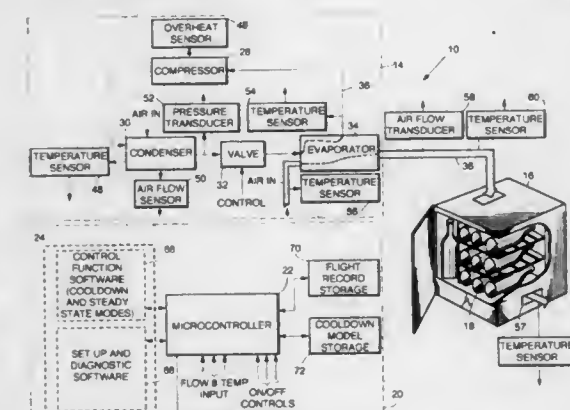 48
OVERHEAT
SENSOR
28
COMPRESSOR
10
14
52
54
36
58
60
AIR IN
PRESSURE
TRANSDUCER
TEMPERATURE
SENSOR
34
AIR FLOW
TRANSDUCER
TEMPERATURE
SENSOR
30
TEMPERATURE
SENSOR
CONDENSER
VALVE
EVAPORATOR
38
16
48
50
32
AIR IN
AIR FLOW
SENSOR
CONTROL
TEMPERATURE
SENSOR
56
24
66
70
CONTROL
FUNCTION
SOFTWARE
(COOLDOWN
AND STEADY
STATE MODES)
22
FLIGHT
RECORD
STORAGE
MICROCONTROLLER
18
57
COOLDOWN
MODEL
STORAGE
SET UP AND
DIAGNOSTIC
SOFTWARE
TEMPERATURE
SENSOR
68
72
FLOW & TEMP
INPUT
ON/OFF
CONTROLS
20